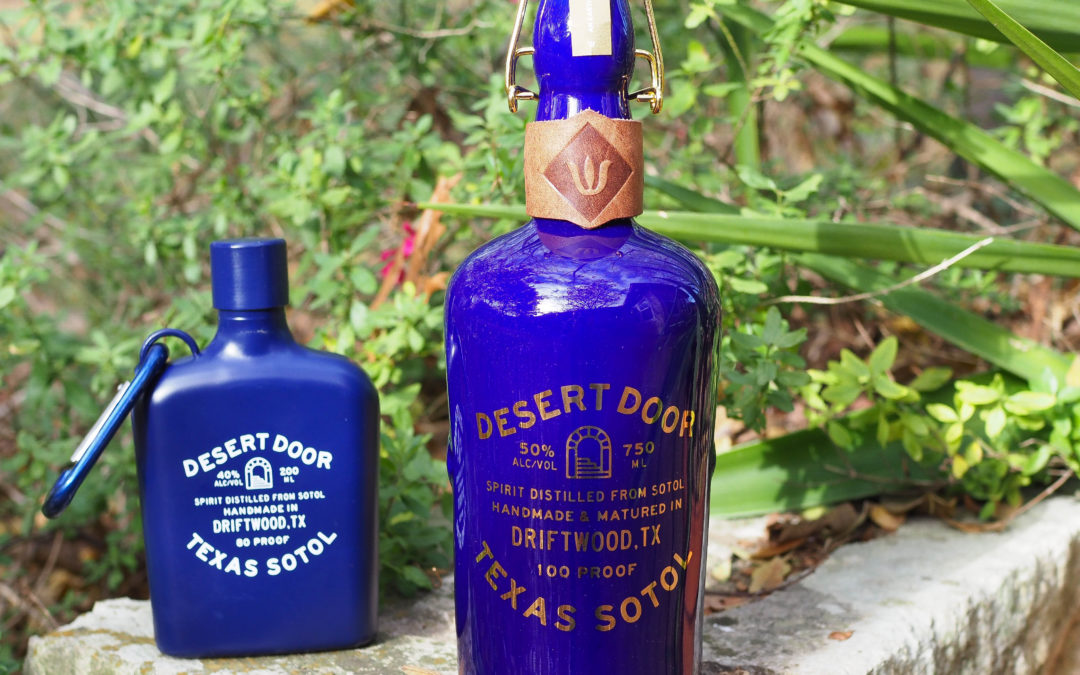 DESERT DOOR
40% ALC/VOL
200 ML
SPIRIT DISTILLED FROM SOTOL
HANDMADE IN
DRIFTWOOD, TX
80 PROOF
TEXAS SOTOL
DESERT DOOR
50% ALC/VOL
750 ML
SPIRIT DISTILLED FROM SOTOL
HANDMADE & MATURED IN
DRIFTWOOD, TX
100 PROOF
TEXAS SOTOL